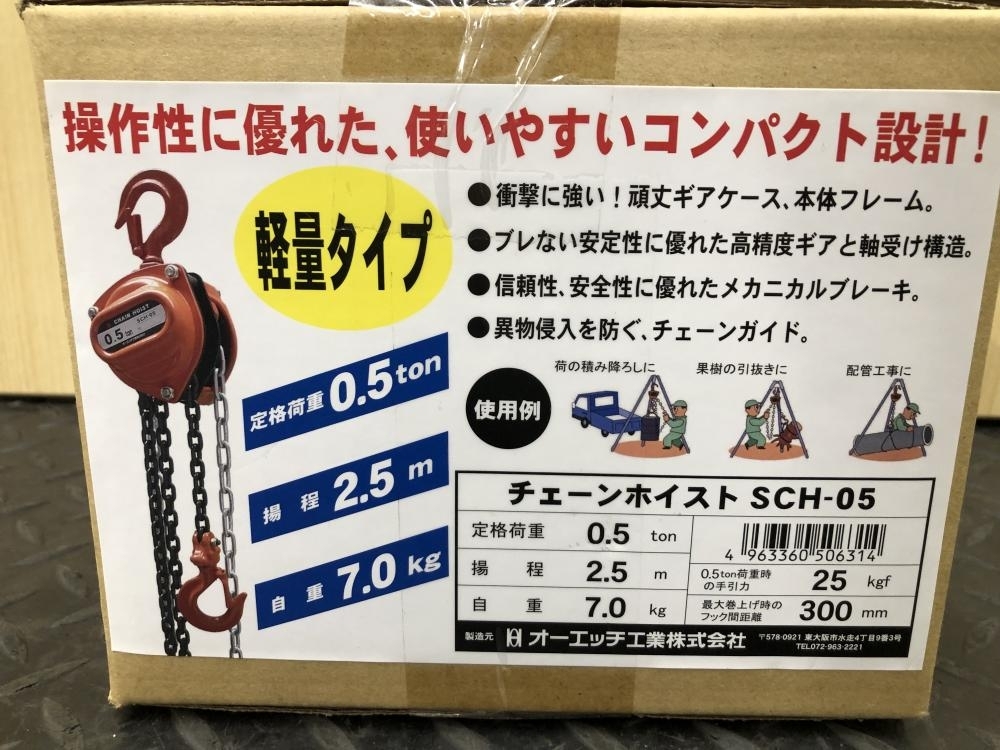 操作性に優れた、使いやすいコンパクト設計！
軽量タイプ
●衝撃に強い！頑丈ギアケース、本体フレーム。
●ブレない安定性に優れた高精度ギアと軸受け構造。
●信頼性、安全性に優れたメカニカルブレーキ。
●異物侵入を防ぐ、チェーンガイド。
CHAIN HOIST
0.5 ton SCH-05
定格荷重 0.5 ton
揚程 2.5 m
自重 7.0 kg
使用例
荷の積み降ろしに
果樹の引抜きに
配管工事に
チェーンホイスト SCH-05
定格荷重 0.5 ton
揚程 2.5 m
自重 7.0 kg
4 963360 506314
0.5ton荷重時の手引力 25 kgf
最大巻上げ時のフック間距離 300 mm
製造元 オーエッチ工業株式会社
〒578-0921 東大阪市水走4丁目9番3号
TEL072-963-2221